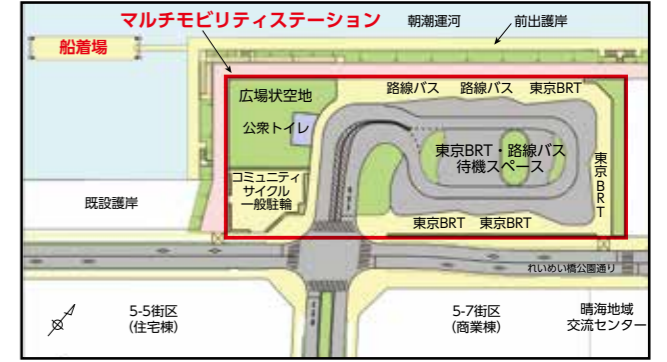 マルチモビリティステーション
朝潮運河
前出護岸
船着場
広場状空地
路線バス
路線バス
東京BRT
公衆トイレ
東京BRT・路線バス
待機スペース
東京BRT
コミュニティ
サイクル
一般駐輪
既設護岸
東京BRT
東京BRT
れいめい橋公園通り
5-5街区
(住宅棟)
5-7街区
(商業棟)
晴海地域
交流センター